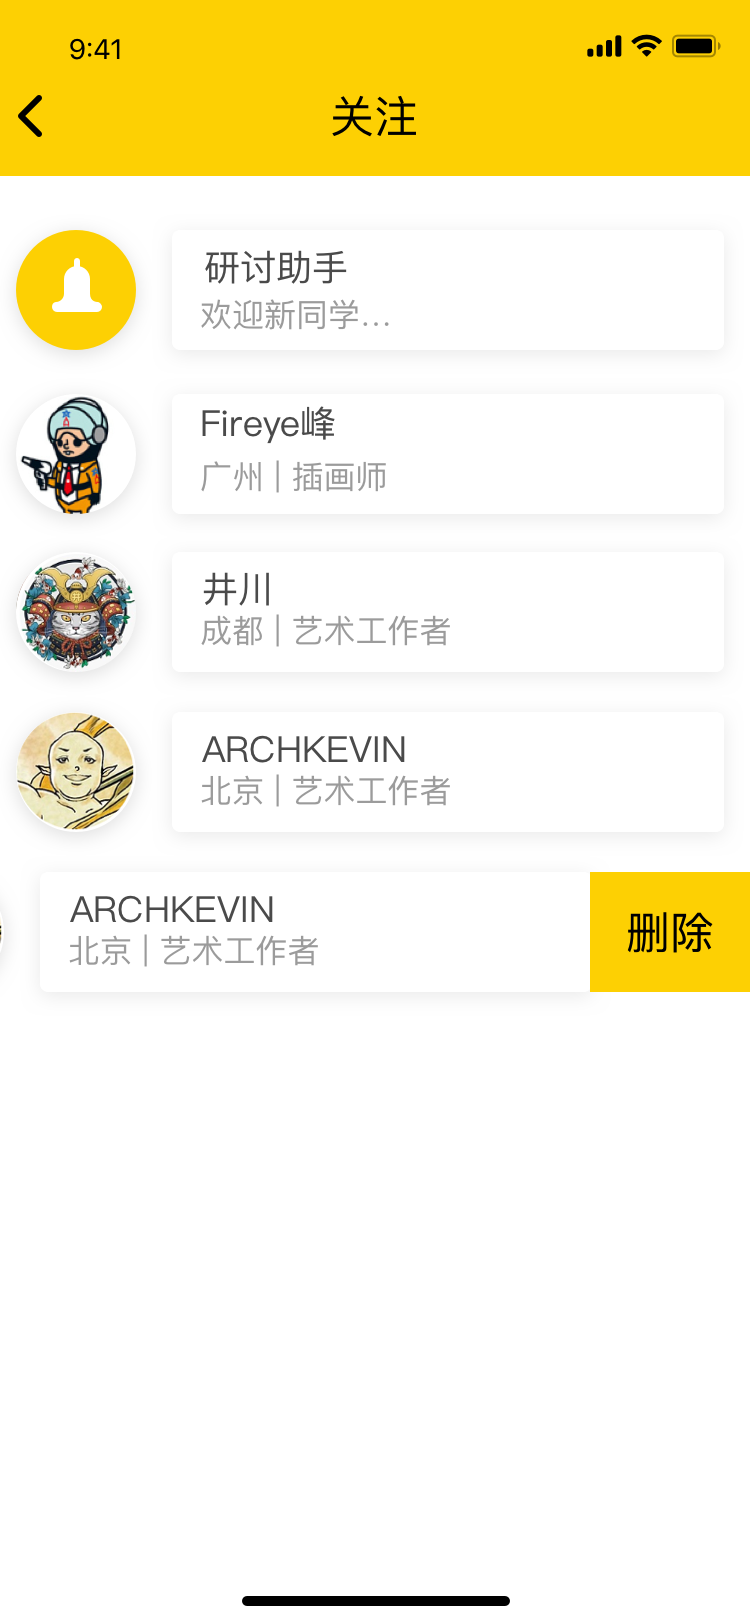 9:41
关注
研讨助手
欢迎新同学...
Fireye峰
广州 | 插画师
井川
成都 | 艺术工作者
ARCHKEVIN
北京 | 艺术工作者
ARCHKEVIN
北京 | 艺术工作者
删除